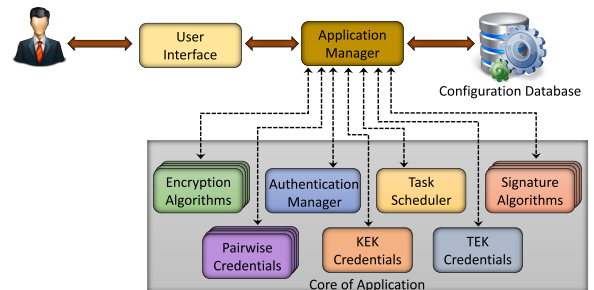 User
Interface
Application
Manager
Configuration Database
Encryption
Algorithms
Authentication
Manager
Task
Scheduler
Signature
Algorithms
Pairwise
Credentials
KEK
Credentials
TEK
Credentials
Core of Application